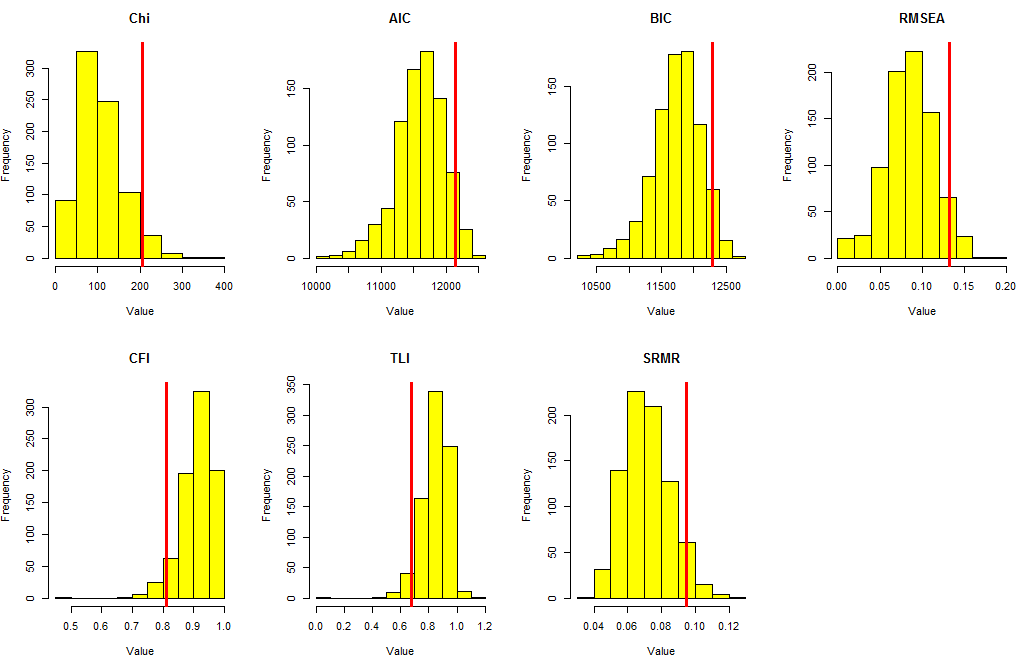 Chi
Frequency
0 50 100 150 200 250 300
0 100 200 300 400
Value
AIC
Frequency
0 50 100 150
10000 11000 12000
Value
BIC
Frequency
0 50 100 150
10500 11500 12500
Value
RMSEA
Frequency
0 50 100 150 200
0.00 0.05 0.10 0.15 0.20
Value
CFI
Frequency
0 50 100 150 200 250 300
0.5 0.6 0.7 0.8 0.9 1.0
Value
TLI
Frequency
0 50 100 150 200 250 300 350
0.0 0.2 0.4 0.6 0.8 1.0 1.2
Value
SRMR
Frequency
0 50 100 150 200
0.04 0.06 0.08 0.10 0.12
Value